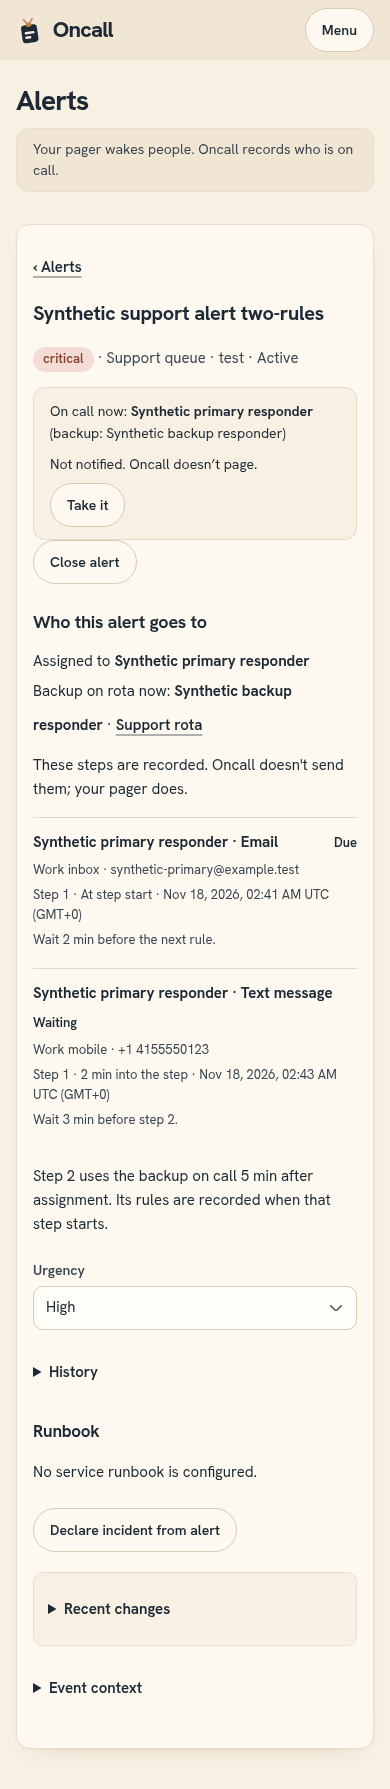 Oncall
Menu
Alerts
Your pager wakes people. Oncall records who is on
call.
‹ Alerts
Synthetic support alert two-rules
critical · Support queue · test · Active
On call now: Synthetic primary responder
(backup: Synthetic backup responder)
Not notified. Oncall doesn’t page.
Take it
Close alert
Who this alert goes to
Assigned to Synthetic primary responder
Backup on rota now: Synthetic backup
responder · Support rota
These steps are recorded. Oncall doesn't send
them; your pager does.
Synthetic primary responder · Email Due
Work inbox · synthetic-primary@example.test
Step 1 · At step start · Nov 18, 2026, 02:41 AM UTC
(GMT+0)
Wait 2 min before the next rule.
Synthetic primary responder · Text message
Waiting
Work mobile · +1 4155550123
Step 1 · 2 min into the step · Nov 18, 2026, 02:43 AM
UTC (GMT+0)
Wait 3 min before step 2.
Step 2 uses the backup on call 5 min after
assignment. Its rules are recorded when that
step starts.
Urgency
High
History
Runbook
No service runbook is configured.
Declare incident from alert
Recent changes
Event context